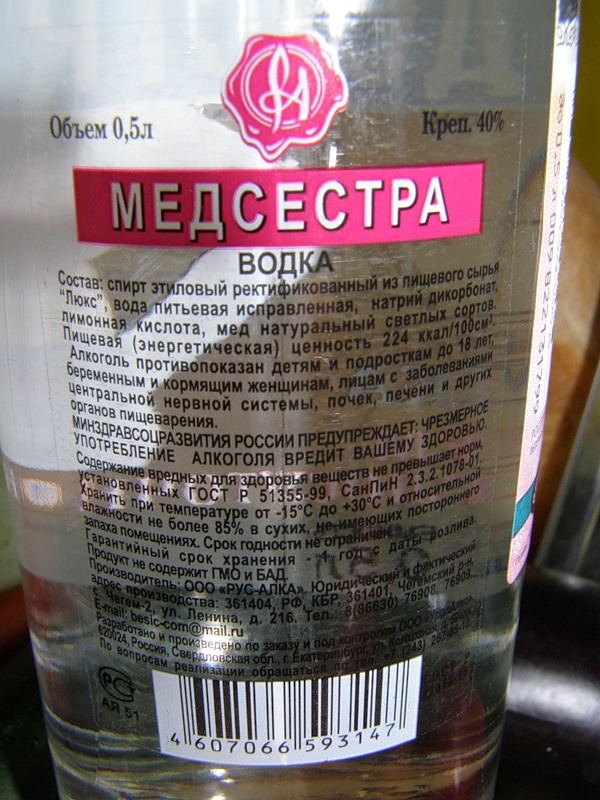 Объем 0,5л
Креп. 40%
МЕДСЕСТРА
ВОДКА
Состав: спирт этиловый ректификованный из пищевого сырья
"Люкс", вода питьевая исправленная, натрий дикорбонат,
лимонная кислота, мед натуральный светлых сортов.
Пищевая (энергетическая) ценность 224 ккал/100см³.
Алкоголь противопоказан детям и подросткам до 18 лет,
беременным и кормящим женщинам, лицам с заболеваниями
центральной нервной системы, почек, печени и других
органов пищеварения.
МИНЗДРАВСОЦРАЗВИТИЯ РОССИИ ПРЕДУПРЕЖДАЕТ: ЧРЕЗМЕРНОЕ
УПОТРЕБЛЕНИЕ АЛКОГОЛЯ ВРЕДИТ ВАШЕМУ ЗДОРОВЬЮ.
Содержание вредных для здоровья веществ не превышает норм,
установленных ГОСТ Р 51355-99, СанПиН 2.3.2.1078-01.
Хранить при температуре от -15°С до +30°С и относительной
влажности не более 85% в сухих, не имеющих постороннего
запаха помещениях. Срок годности не ограничен.
Гарантийный срок хранения - 1 год с даты розлива.
Продукт не содержит ГМО и БАД.
Производитель: ООО «РУС-АЛКА». Юридический и фактический
адрес производства: 361404, РФ, КБР, 361401, Чегемский р-н,
с. Чегем-2, ул. Ленина, д. 216. Тел.: 8(86630) 76908, 76909
E-mail: besic-com@mail.ru
Разработано и произведено по заказу и под контролем ООО
620024, Россия, Свердловская обл., г. Екатеринбург, ул. Колхозная, д.
По вопросам реализации обращаться по тел. +7 (343)
РСТ
АЯ 51
4 607066 593147